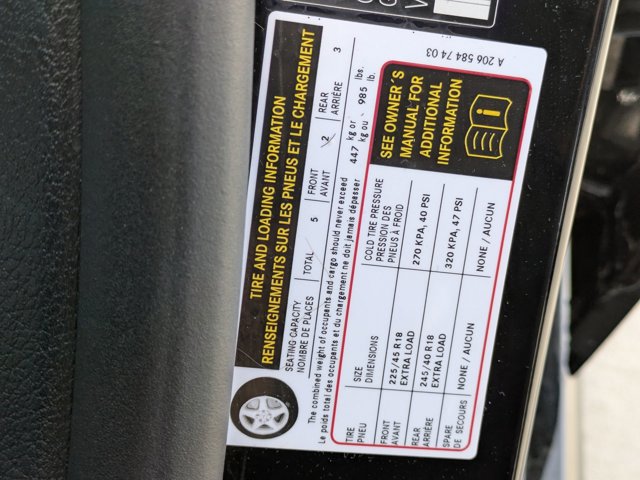 TIRE AND LOADING INFORMATION
RENSEIGNEMENTS SUR LES PNEUS ET LE CHARGEMENT
SEATING CAPACITY
NOMBRE DE PLACES
TOTAL 5
FRONT
AVANT
2
REAR
ARRIÈRE
3
The combined weight of occupants and cargo should never exceed 447 kg or 985 lbs.
Le poids total des occupants et du chargement ne doit jamais dépasser kg ou lb.
TIRE
PNEU
SIZE
DIMENSIONS
COLD TIRE PRESSURE
PRESSION DES
PNEUS À FROID
FRONT
AVANT
225/45 R18
EXTRA LOAD
270 KPA, 40 PSI
REAR
ARRIÈRE
245/40 R18
EXTRA LOAD
320 KPA, 47 PSI
SPARE
DE SECOURS
NONE / AUCUN
NONE / AUCUN
SEE OWNER'S
MANUAL FOR
ADDITIONAL
INFORMATION
A 206 584 74 03